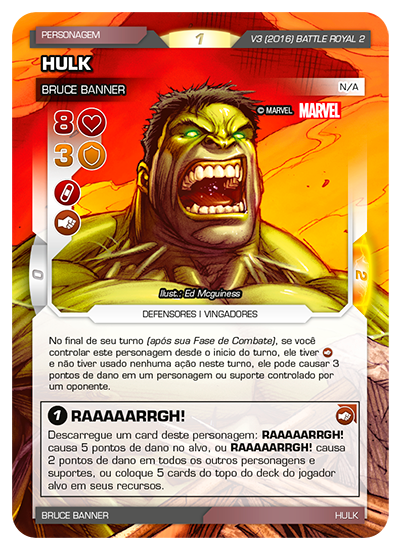 PERSONAGEM
1
V3 (2016) BATTLE ROYAL 2
HULK
BRUCE BANNER
N/A
8
© MARVEL MARVEL
3
0
2
Ilust.: Ed Mcguiness
DEFENSORES | VINGADORES
No final de seu turno (após sua Fase de Combate), se você
controlar este personagem desde o inicio do turno, ele tiver
e não tiver usado nenhuma ação neste turno, ele pode causar 3
pontos de dano em um personagem ou suporte controlado por
um oponente.
1 RAAAAARRGH!
Descarregue um card deste personagem: RAAAAARRGH!
causa 5 pontos de dano no alvo, ou RAAAAARRGH! causa
2 pontos de dano em todos os outros personagens e
suportes, ou coloque 5 cards do topo do deck do jogador
alvo em seus recursos.
BRUCE BANNER
HULK